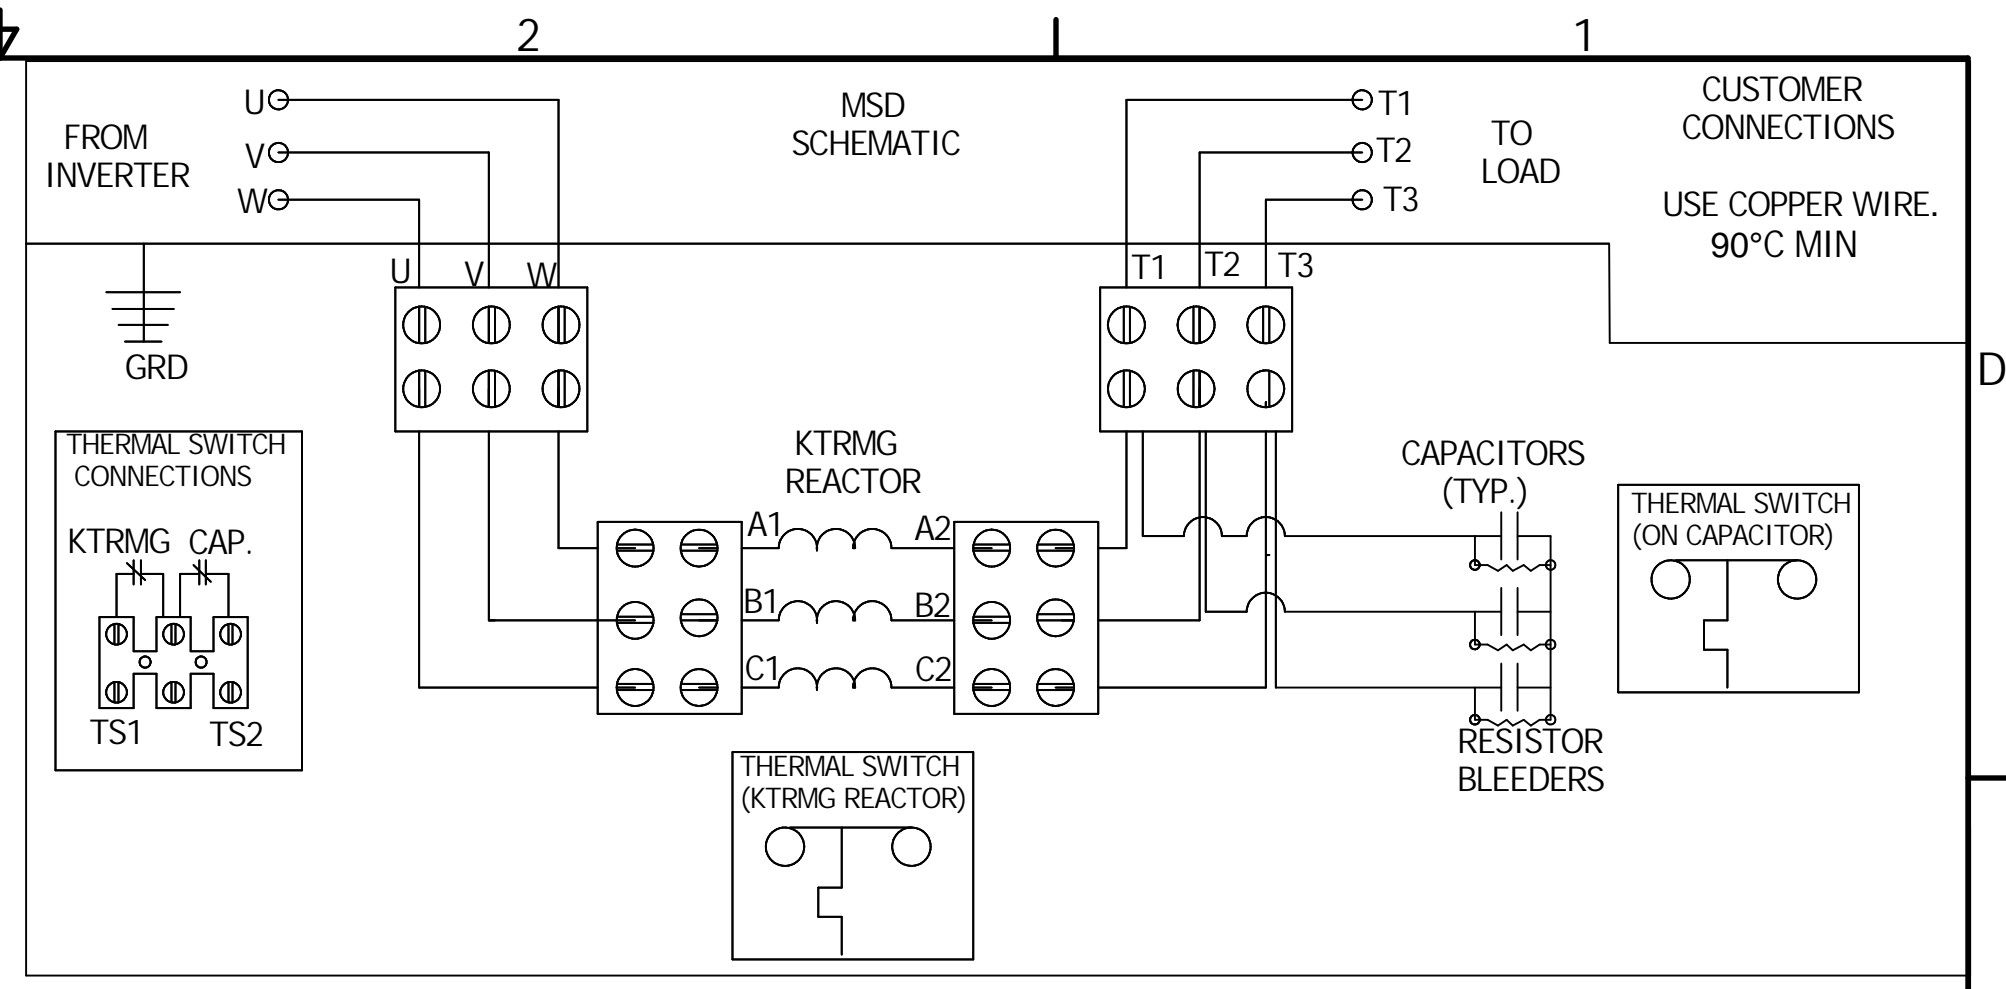 2
1
U
V
W
FROM
INVERTER
MSD
SCHEMATIC
T1
T2
T3
TO
LOAD
CUSTOMER
CONNECTIONS
USE COPPER WIRE.
90°C MIN
GRD
U V W
T1 T2 T3
D
THERMAL SWITCH
CONNECTIONS
KTRMG CAP.
TS1 TS2
KTRMG
REACTOR
A1 A2
B1 B2
C1 C2
CAPACITORS
(TYP.)
RESISTOR
BLEEDERS
THERMAL SWITCH
(ON CAPACITOR)
THERMAL SWITCH
(KTRMG REACTOR)